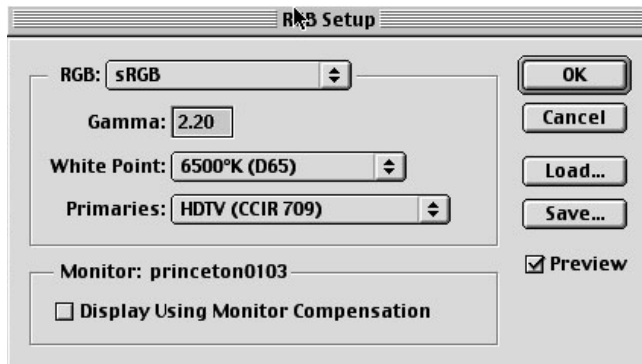 RGB Setup
RGB: sRGB
Gamma: 2.20
White Point: 6500°K (D65)
Primaries: HDTV (CCIR 709)
Monitor: princeton0103
Display Using Monitor Compensation
OK
Cancel
Load...
Save...
Preview